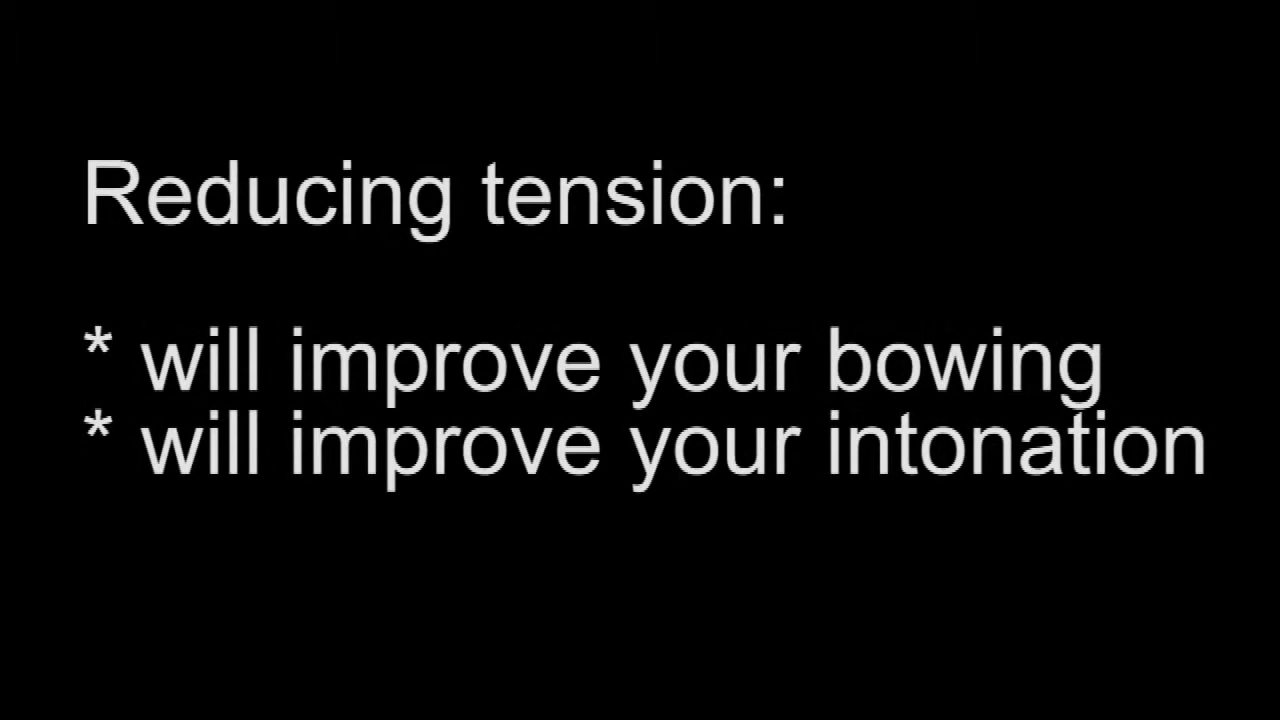 Reducing tension:
* will improve your bowing
* will improve your intonation